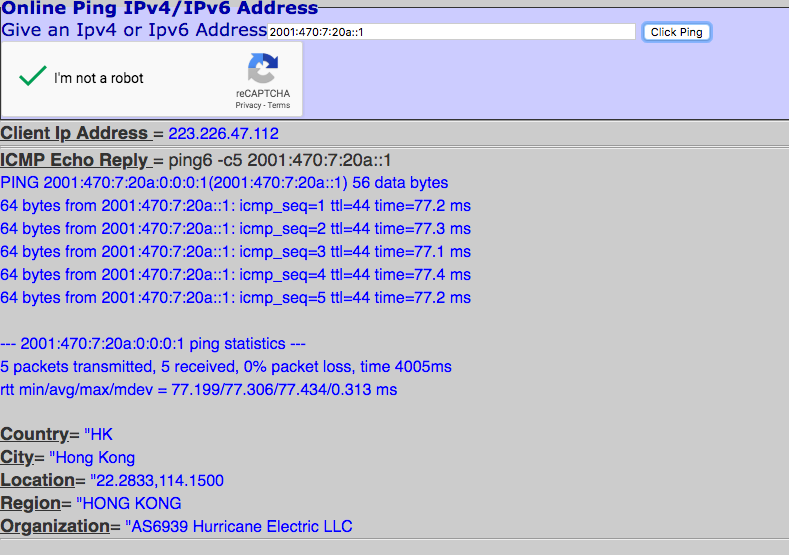 Online Ping IPv4/IPv6 Address
Give an Ipv4 or Ipv6 Address 2001:470:7:20a::1 Click Ping
I'm not a robot
reCAPTCHA
Privacy - Terms
Client Ip Address = 223.226.47.112
ICMP Echo Reply = ping6 -c5 2001:470:7:20a::1
PING 2001:470:7:20a:0:0:0:1(2001:470:7:20a::1) 56 data bytes
64 bytes from 2001:470:7:20a::1: icmp_seq=1 ttl=44 time=77.2 ms
64 bytes from 2001:470:7:20a::1: icmp_seq=2 ttl=44 time=77.3 ms
64 bytes from 2001:470:7:20a::1: icmp_seq=3 ttl=44 time=77.1 ms
64 bytes from 2001:470:7:20a::1: icmp_seq=4 ttl=44 time=77.4 ms
64 bytes from 2001:470:7:20a::1: icmp_seq=5 ttl=44 time=77.2 ms
--- 2001:470:7:20a:0:0:0:1 ping statistics ---
5 packets transmitted, 5 received, 0% packet loss, time 4005ms
rtt min/avg/max/mdev = 77.199/77.306/77.434/0.313 ms
Country= "HK
City= "Hong Kong
Location= "22.2833,114.1500
Region= "HONG KONG
Organization= "AS6939 Hurricane Electric LLC